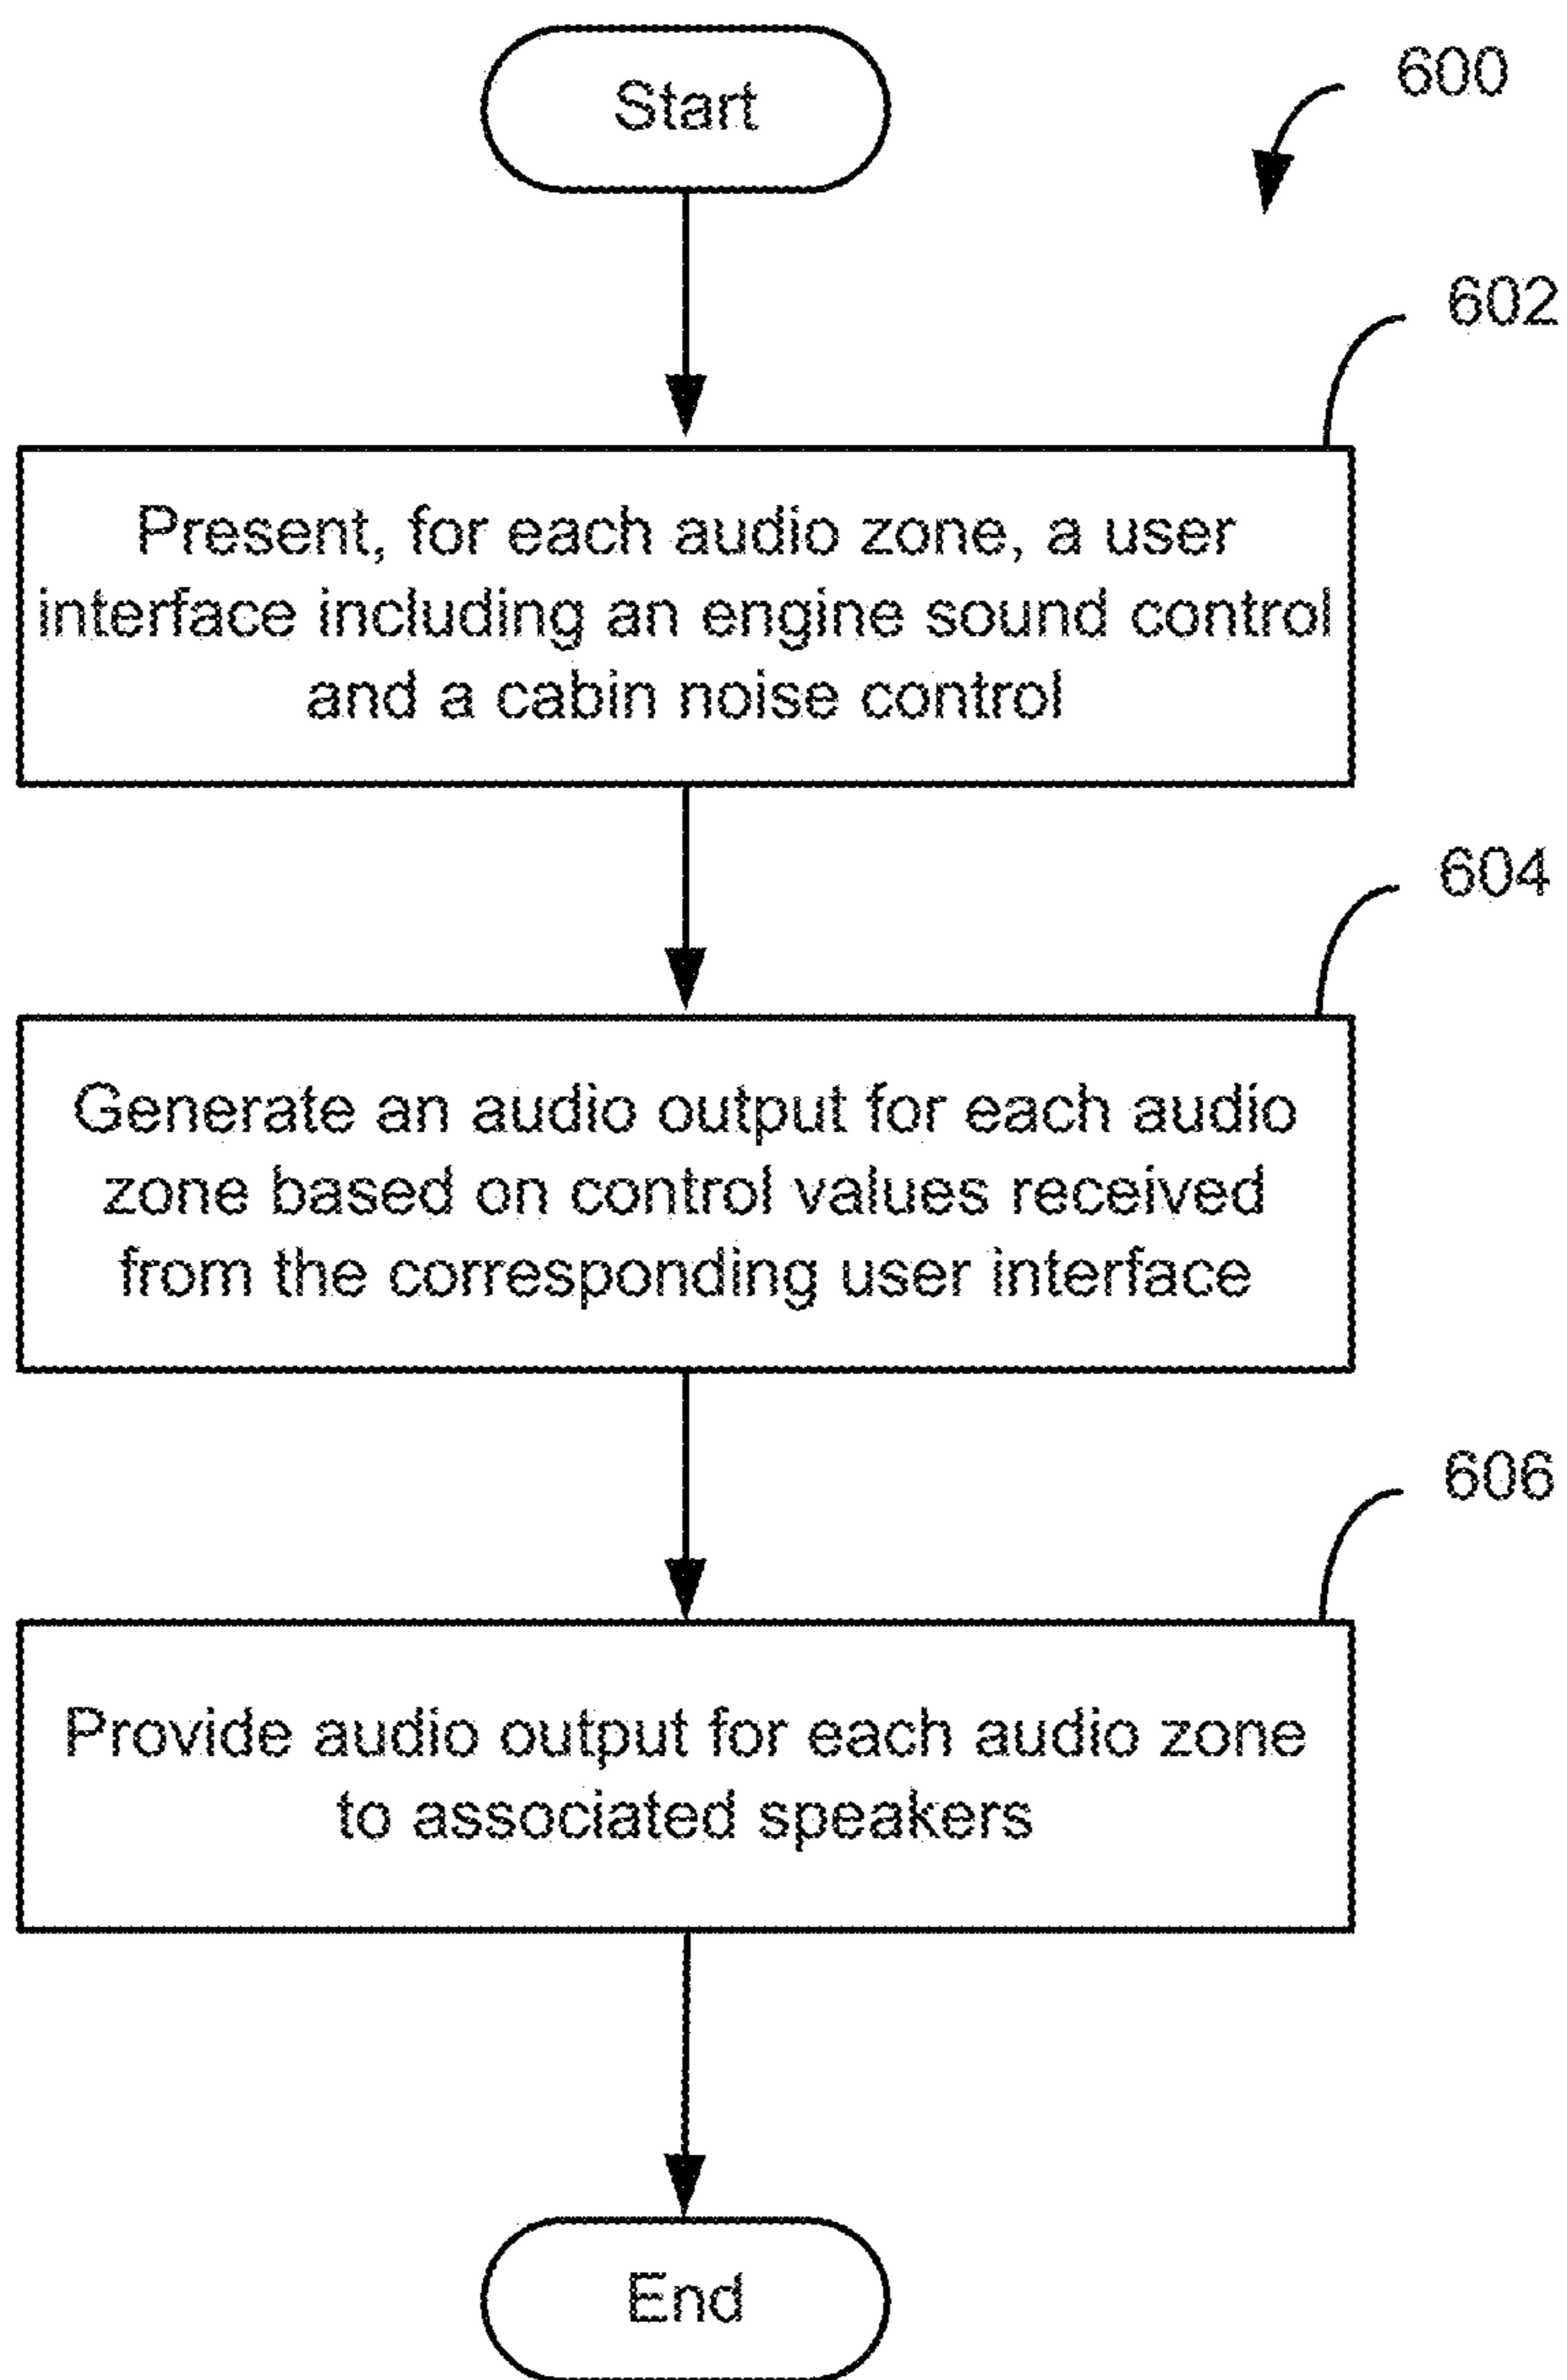 Start
600
602
Present, for each audio zone, a user
interface including an engine sound control
and a cabin noise control
604
Generate an audio output for each audio
zone based on control values received
from the corresponding user interface
606
Provide audio output for each audio zone
to associated speakers
End